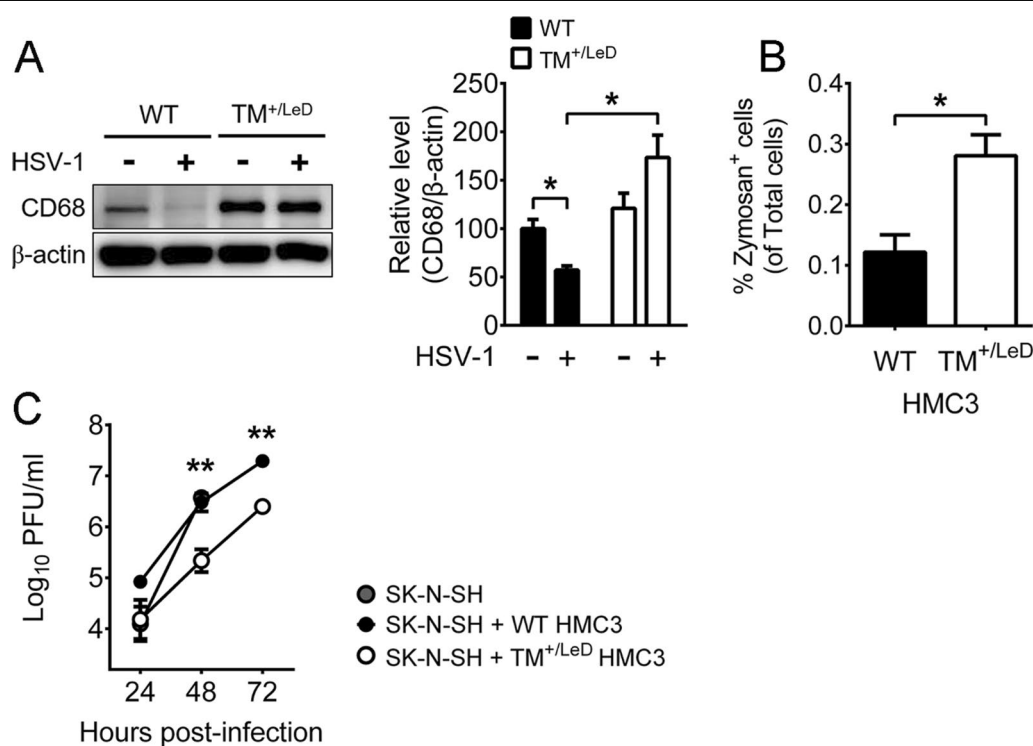 A
WT TM+/LeD
HSV-1 - + - +
CD68
β-actin
WT
TM+/LeD
Relative level
(CD68/β-actin)
250
200
150
100
50
0
* *
HSV-1 - + - +
B
% Zymosan+ cells
(of Total cells)
0.4
0.3
0.2
0.1
0.0
*
WT TM+/LeD
HMC3
C
Log10 PFU/ml
8
7
6
5
4
** **
24 48 72
Hours post-infection
SK-N-SH
SK-N-SH + WT HMC3
SK-N-SH + TM+/LeD HMC3